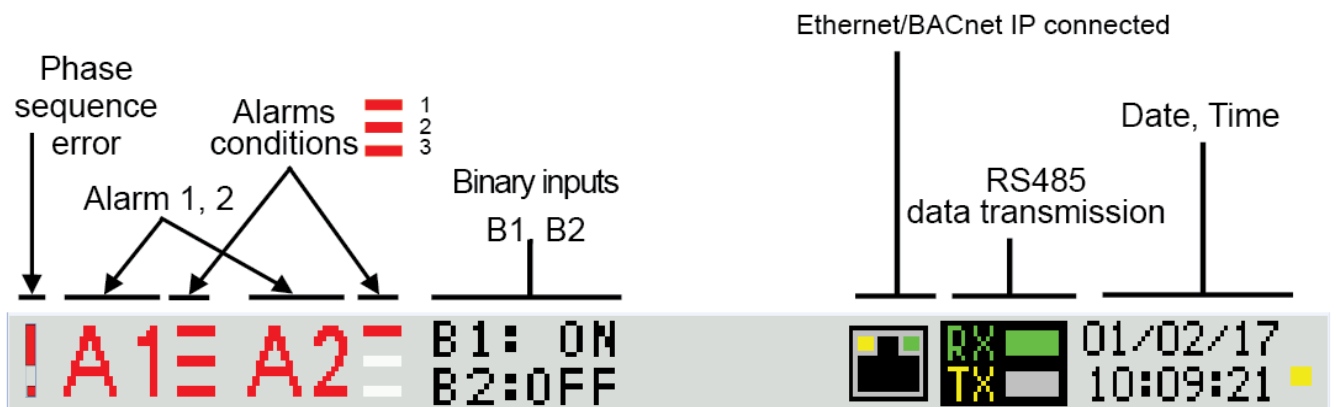 Ethernet/BACnet IP connected
Phase
sequence
error
Alarms
conditions
1
2
3
Date, Time
Alarm 1, 2
Binary inputs
B1, B2
RS485
data transmission
! A1 A2
B1: ON
B2:OFF
RX
TX
01/02/17
10:09:21